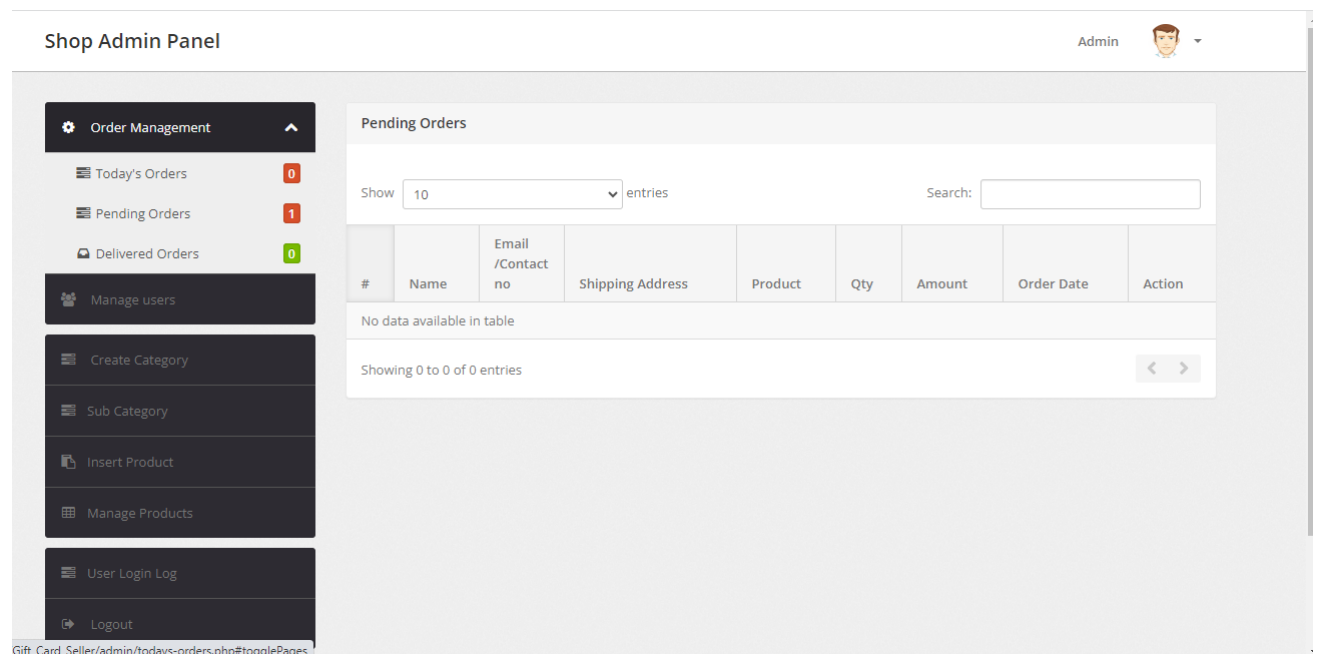 Shop Admin Panel
Admin
Order Management
Today's Orders 0
Pending Orders 1
Delivered Orders 0
Manage users
Create Category
Sub Category
Insert Product
Manage Products
User Login Log
Logout
Pending Orders
Show 10 entries
Search:
# Name Email /Contact no Shipping Address Product Qty Amount Order Date Action
No data available in table
Showing 0 to 0 of 0 entries
Gift_Card_Seller/admin/todays-orders.php#togglePages